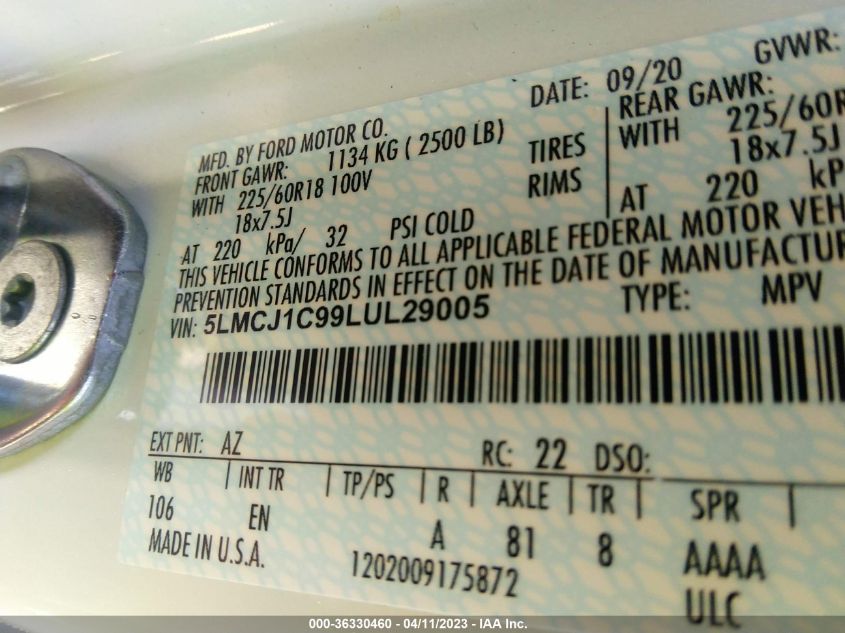 DATE: 09/20 GVWR:
MFD. BY FORD MOTOR CO.
FRONT GAWR: 1134 KG ( 2500 LB) REAR GAWR:
WITH 225/60R18 100V TIRES WITH 225/60R
18x7.5J RIMS 18x7.5J
AT 220 kPa/ 32 PSI COLD AT 220 kP
THIS VEHICLE CONFORMS TO ALL APPLICABLE FEDERAL MOTOR VEH
PREVENTION STANDARDS IN EFFECT ON THE DATE OF MANUFACTUR
VIN: 5LMCJ1C99LUL29005 TYPE: MPV
EXT PNT: AZ RC: 22 DSO:
WB | INT TR | TP/PS | R | AXLE | TR | SPR |
106 EN A 81 8 AAAA
MADE IN U.S.A. 1202009175872 ULC
000-36330460 - 04/11/2023 - IAA Inc.